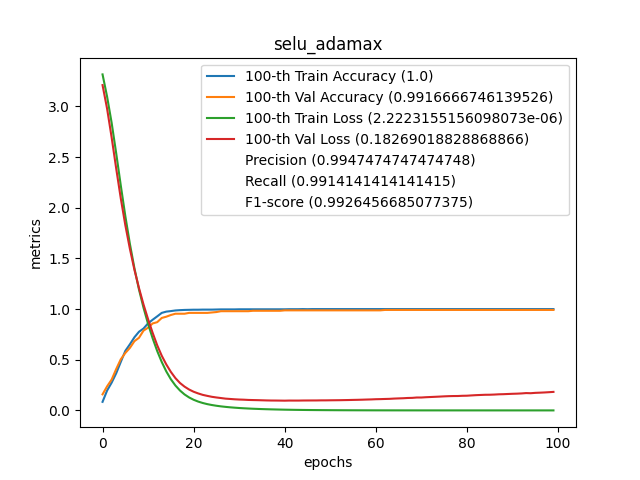 selu_adamax
100-th Train Accuracy (1.0)
100-th Val Accuracy (0.9916666746139526)
100-th Train Loss (2.2223155156098073e-06)
100-th Val Loss (0.18269018828868866)
Precision (0.9947474747474748)
Recall (0.9914141414141415)
F1-score (0.9926456685077375)
metrics
3.0
2.5
2.0
1.5
1.0
0.5
0.0
0 20 40 60 80 100
epochs